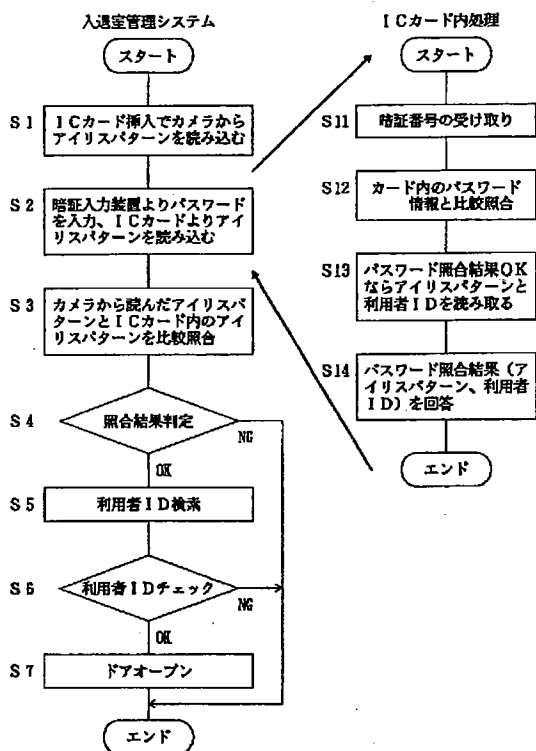 入退室管理システム
スタート
S1
ICカード挿入でカメラから
アイリスパターンを読み込む
S2
暗証入力装置よりパスワード
を入力、ICカードよりアイ
リスパターンを読み込む
S3
カメラから読んだアイリスパ
ターンとICカード内のアイ
リスパターンを比較照合
S4
照合結果判定
NG
OK
S5
利用者ID検索
S6
利用者IDチェック
NG
OK
S7
ドアオープン
エンド
ICカード内処理
スタート
S11
暗証番号の受け取り
S12
カード内のパスワード
情報と比較照合
S13
パスワード照合結果OK
ならアイリスパターンと
利用者IDを読み取る
S14
パスワード照合結果(ア
イリスパターン、利用者
ID)を回答
エンド